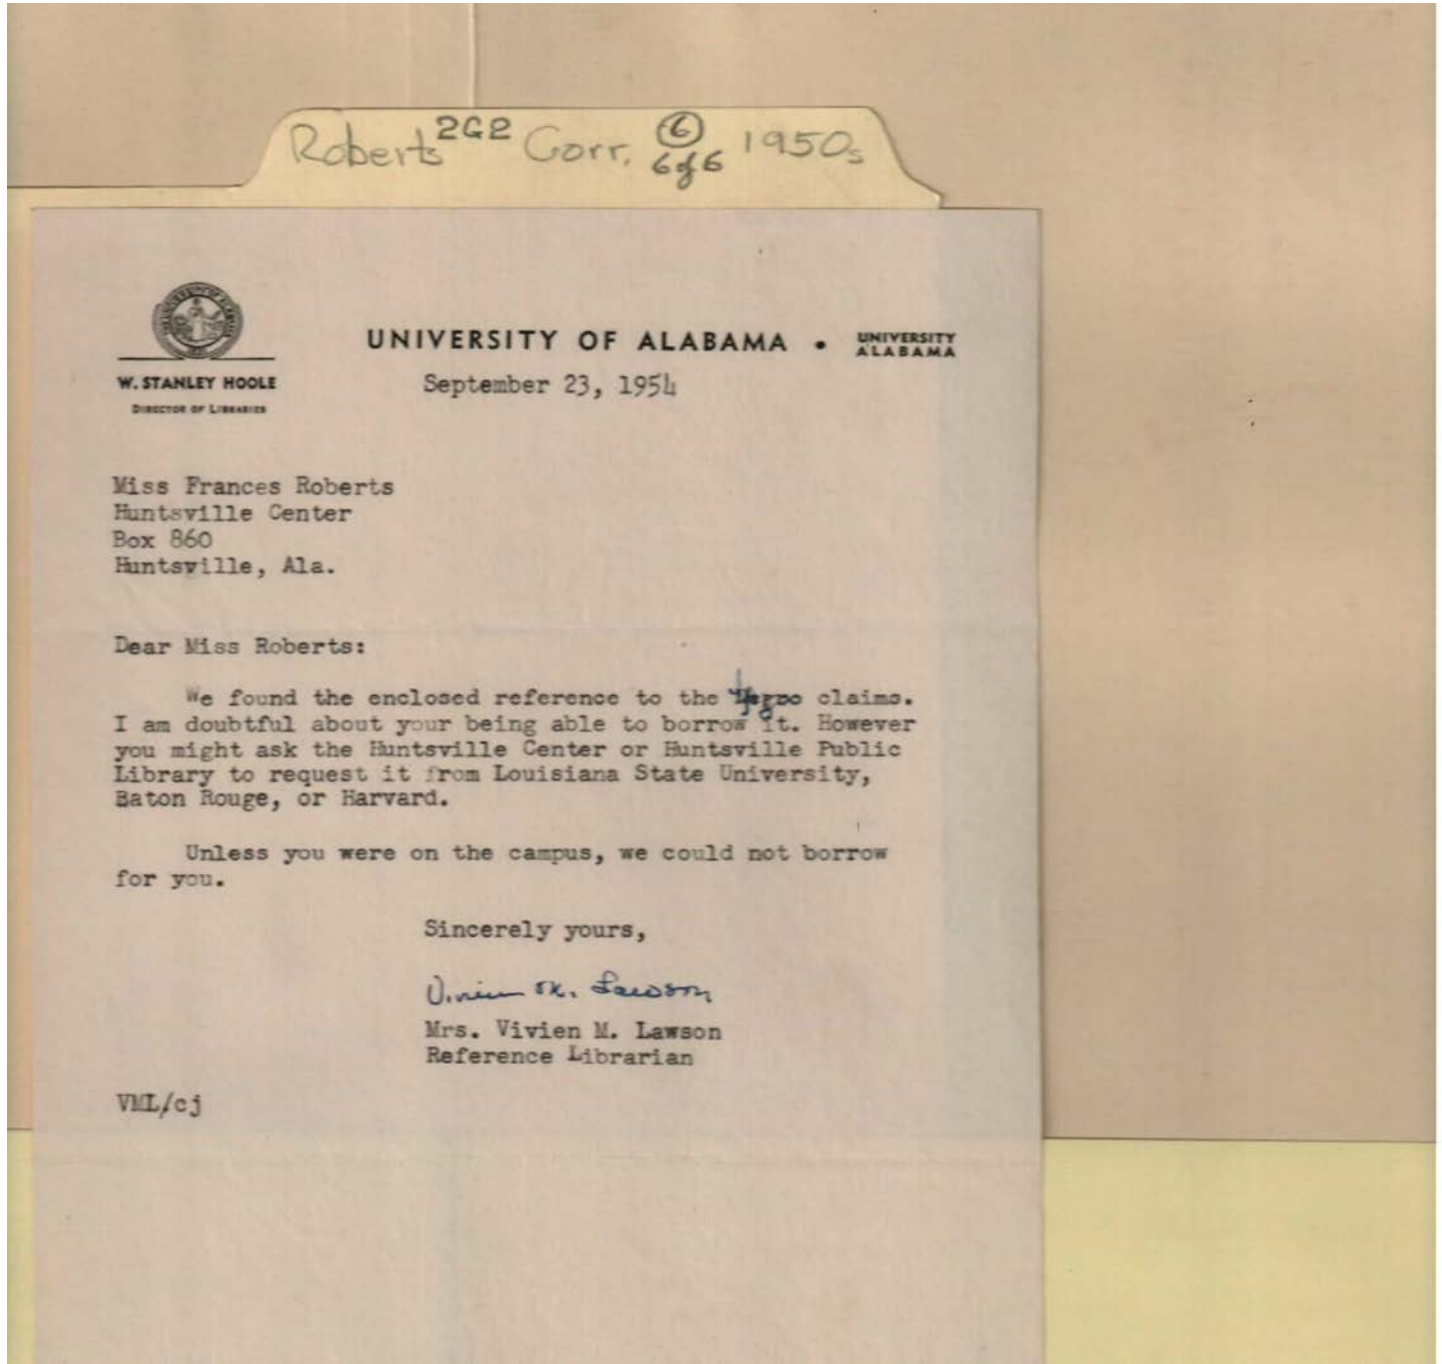 Roberts 2G2 Corr. 6 1950s
6 of 6
UNIVERSITY OF ALABAMA • UNIVERSITY
ALABAMA
W. STANLEY HOOLE
DIRECTOR OF LIBRARIES
September 23, 1954
Miss Frances Roberts
Huntsville Center
Box 860
Huntsville, Ala.
Dear Miss Roberts:
We found the enclosed reference to the Yazoo claims.
I am doubtful about your being able to borrow it. However
you might ask the Huntsville Center or Huntsville Public
Library to request it from Louisiana State University,
Baton Rouge, or Harvard.
Unless you were on the campus, we could not borrow
for you.
Sincerely yours,
Vivien M. Lawson
Mrs. Vivien M. Lawson
Reference Librarian
VML/cj